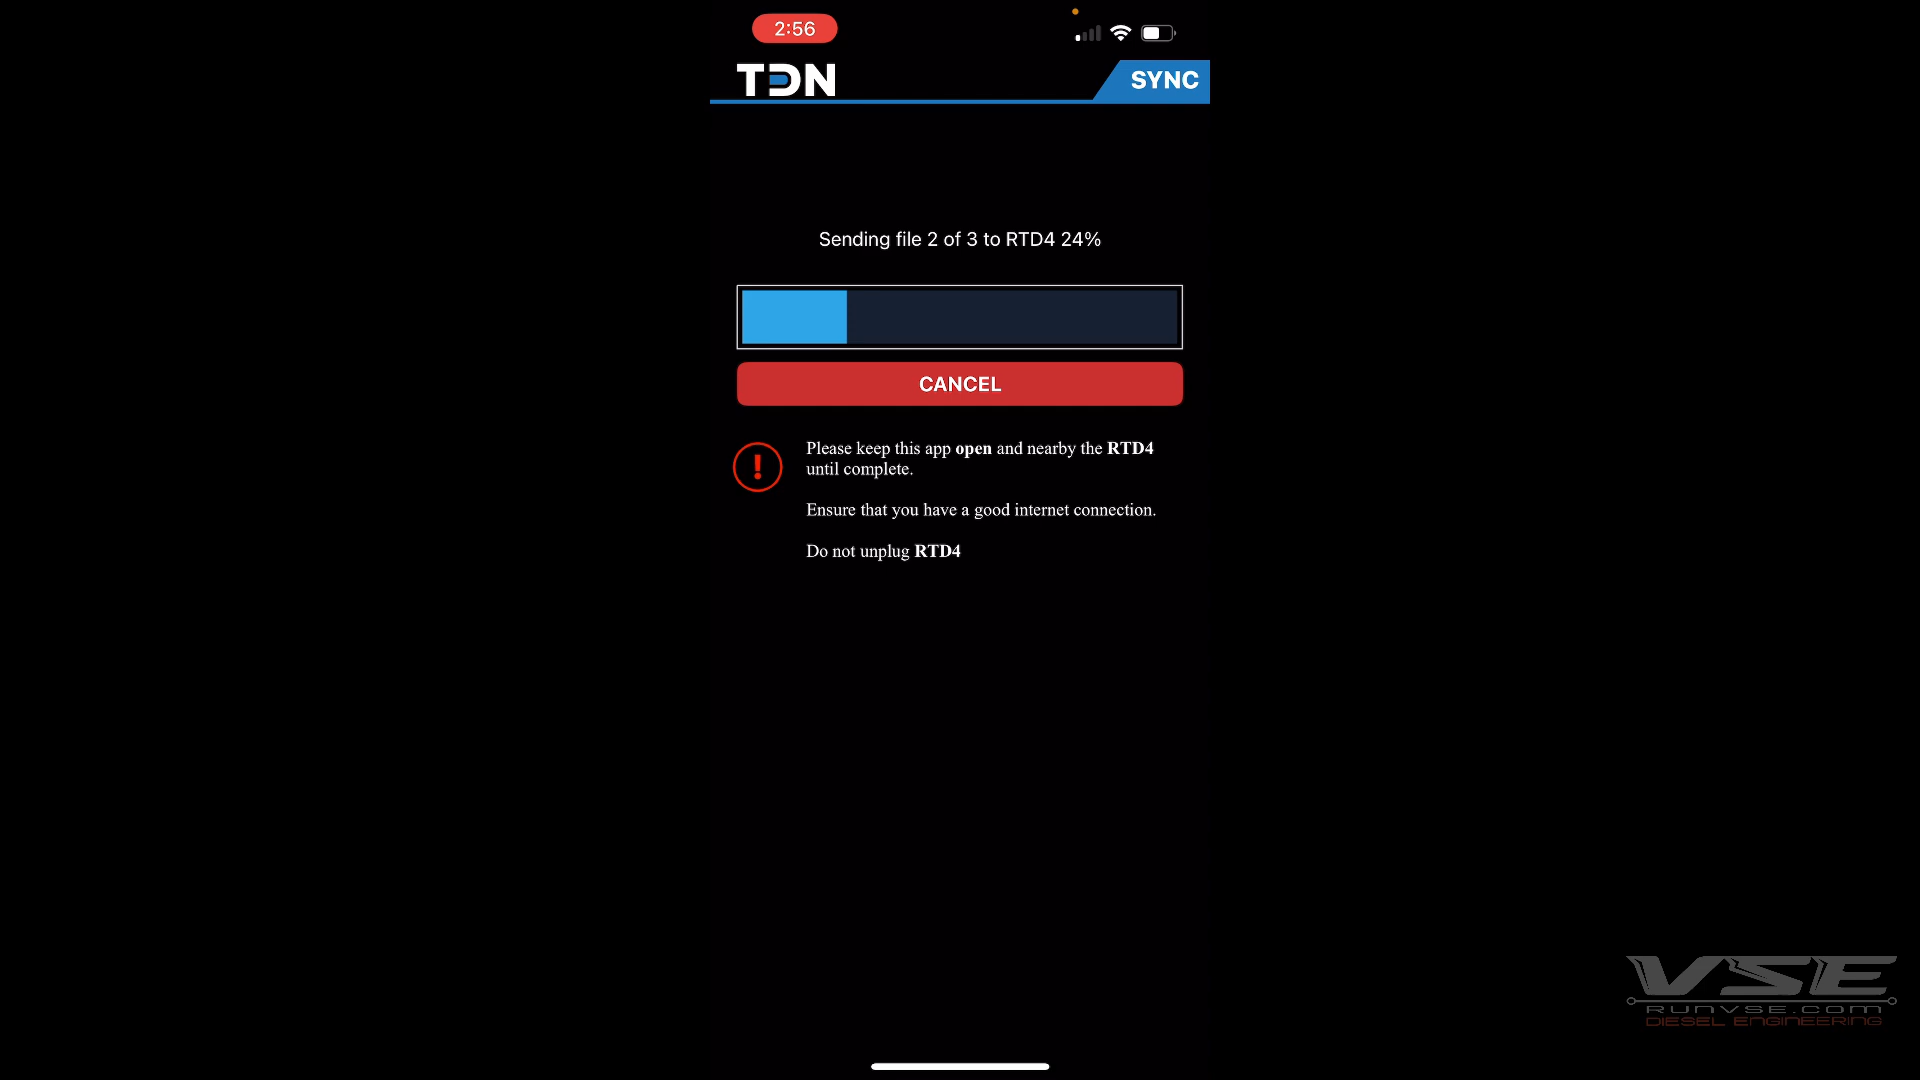 2:56
TDN
SYNC
Sending file 2 of 3 to RTD4 24%
CANCEL
!
Please keep this app open and nearby the RTD4
until complete.
Ensure that you have a good internet connection.
Do not unplug RTD4
VSE
RUNVSE.COM
DIESEL ENGINEERING